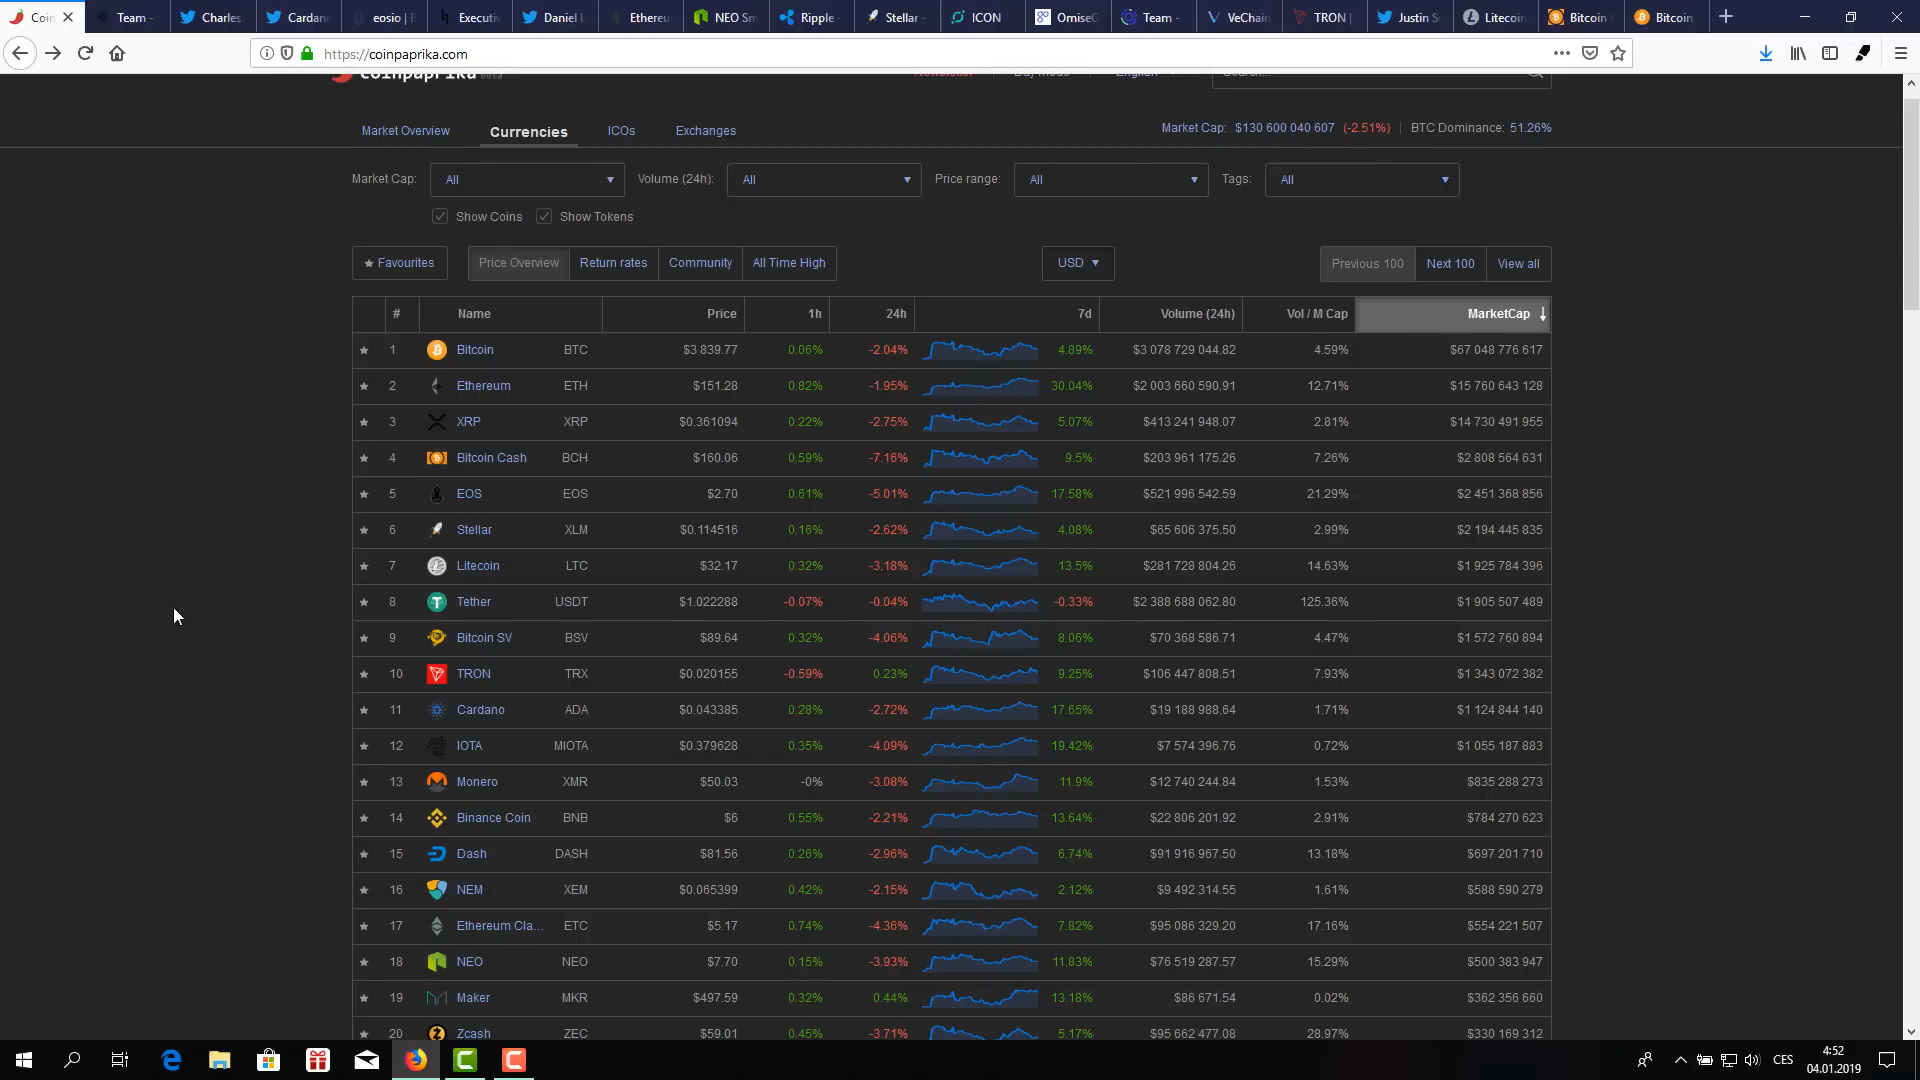 Coin
Team -
Charles
Cardan
eosio | B
Executiv
Daniel L
Ethereu
NEO Sm
Ripple -
Stellar -
ICON
OmiseG
Team -
VeChain
TRON |
Justin S
Litecoin
Bitcoin
Bitcoin
https://coinpaprika.com
coinpaprika beta
English
Market Overview
Currencies
ICOs
Exchanges
Market Cap: $130 600 040 607 (-2.51%) | BTC Dominance: 51.26%
Market Cap: All Volume (24h): All Price range: All Tags: All
Show Coins Show Tokens
★ Favourites Price Overview Return rates Community All Time High USD Previous 100 Next 100 View all
# Name Price 1h 24h 7d Volume (24h) Vol / M Cap MarketCap
1 Bitcoin BTC $3 839.77 0.06% -2.04% 4.89% $3 078 729 044.82 4.59% $67 048 776 617
2 Ethereum ETH $151.28 0.82% -1.95% 30.04% $2 003 660 590.91 12.71% $15 760 643 128
3 XRP XRP $0.361094 0.22% -2.75% 5.07% $413 241 948.07 2.81% $14 730 491 955
4 Bitcoin Cash BCH $160.06 0.59% -7.16% 9.5% $203 961 175.26 7.26% $2 808 564 631
5 EOS EOS $2.70 0.61% -5.01% 17.58% $521 996 542.59 21.29% $2 451 368 856
6 Stellar XLM $0.114516 0.16% -2.62% 4.08% $65 606 375.50 2.99% $2 194 445 835
7 Litecoin LTC $32.17 0.32% -3.18% 13.5% $281 728 804.26 14.63% $1 925 784 396
8 Tether USDT $1.022288 -0.07% -0.04% -0.33% $2 388 688 062.80 125.36% $1 905 507 489
9 Bitcoin SV BSV $89.64 0.32% -4.06% 8.06% $70 368 586.71 4.47% $1 572 760 894
10 TRON TRX $0.020155 -0.59% 0.23% 9.25% $106 447 808.51 7.93% $1 343 072 382
11 Cardano ADA $0.043385 0.28% -2.72% 17.65% $19 188 988.64 1.71% $1 124 844 140
12 IOTA MIOTA $0.379628 0.35% -4.09% 19.42% $7 574 396.76 0.72% $1 055 187 883
13 Monero XMR $50.03 -0% -3.08% 11.9% $12 740 244.84 1.53% $835 288 273
14 Binance Coin BNB $6 0.55% -2.21% 13.64% $22 806 201.92 2.91% $784 270 623
15 Dash DASH $81.56 0.26% -2.96% 6.74% $91 916 967.50 13.18% $697 201 710
16 NEM XEM $0.065399 0.42% -2.15% 2.12% $9 492 314.55 1.61% $588 590 279
17 Ethereum Cla... ETC $5.17 0.74% -4.36% 7.82% $95 086 329.20 17.16% $554 221 507
18 NEO NEO $7.70 0.15% -3.93% 11.83% $76 519 287.57 15.29% $500 383 947
19 Maker MKR $497.59 0.32% 0.44% 13.18% $86 671.54 0.02% $362 356 660
20 Zcash ZEC $59.01 0.45% -3.71% 5.17% $95 662 477.08 28.97% $330 169 312
CES
4:52
04.01.2019